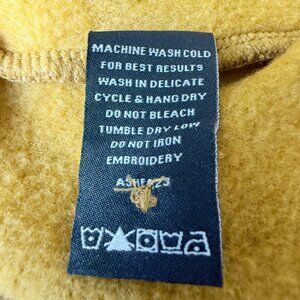 MACHINE WASH COLD
FOR BEST RESULTS
WASH IN DELICATE
CYCLE & HANG DRY
DO NOT BLEACH
TUMBLE DRY LOW
DO NOT IRON
EMBROIDERY